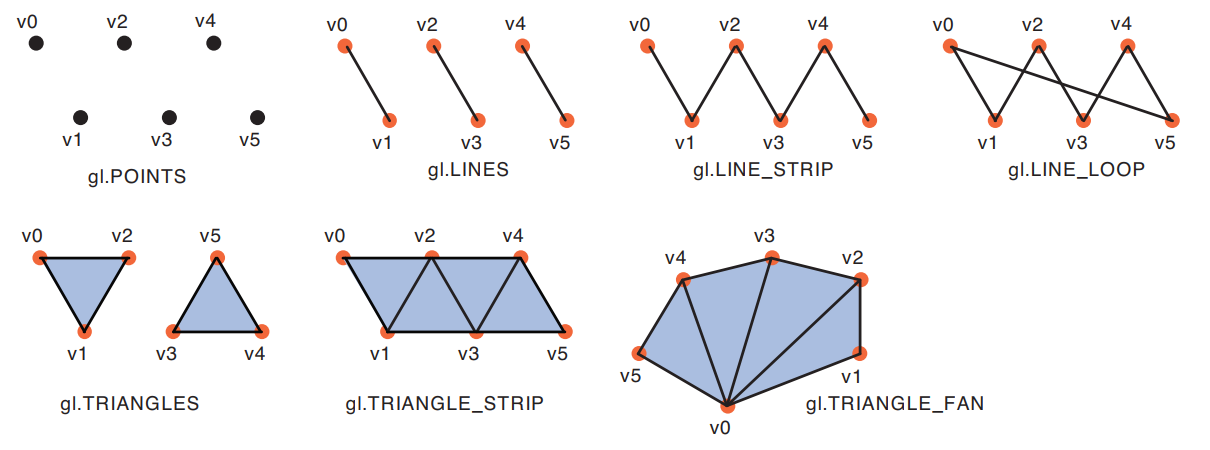 v0 v2 v4
v1 v3 v5
gl.POINTS
v0 v2 v4
v1 v3 v5
gl.LINES
v0 v2 v4
v1 v3 v5
gl.LINE_STRIP
v0 v2 v4
v1 v3 v5
gl.LINE_LOOP
v0 v2 v5
v1 v3 v4
gl.TRIANGLES
v0 v2 v4
v1 v3 v5
gl.TRIANGLE_STRIP
v3
v4 v2
v5 v1
v0
gl.TRIANGLE_FAN